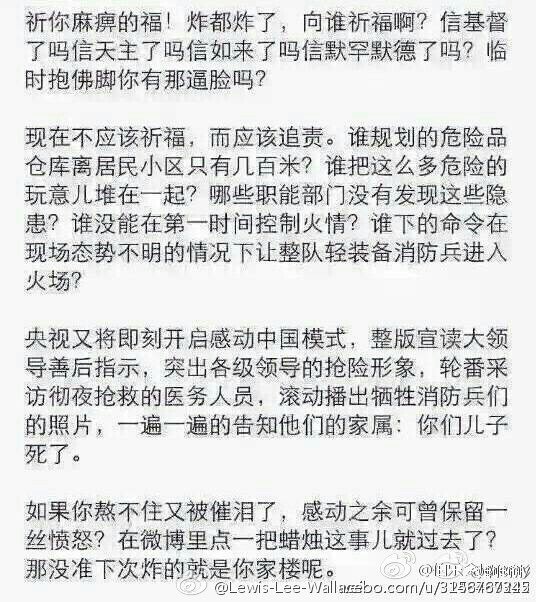 祈你麻痹的福！炸都炸了，向谁祈福啊？信基督
了吗信天主了吗信如来了吗信默罕默德了吗？临
时抱佛脚你有那逼脸吗？
现在不应该祈福，而应该追责。谁规划的危险品
仓库离居民小区只有几百米？谁把这么多危险的
玩意儿堆在一起？哪些职能部门没有发现这些隐
患？谁没能在第一时间控制火情？谁下的命令在
现场态势不明的情况下让整队轻装备消防兵进入
火场？
央视又将即刻开启感动中国模式，整版宣读大领
导善后指示，突出各级领导的抢险形象，轮番采
访彻夜抢救的医务人员，滚动播出牺牲消防兵们
的照片，一遍一遍的告知他们的家属：你们儿子
死了。
如果你熬不住又被催泪了，感动之余可曾保留一
丝愤怒？在微博里点一把蜡烛这事儿就过去了？
那没准下次炸的就是你家楼呢。
@Lewis-Lee-Wallace